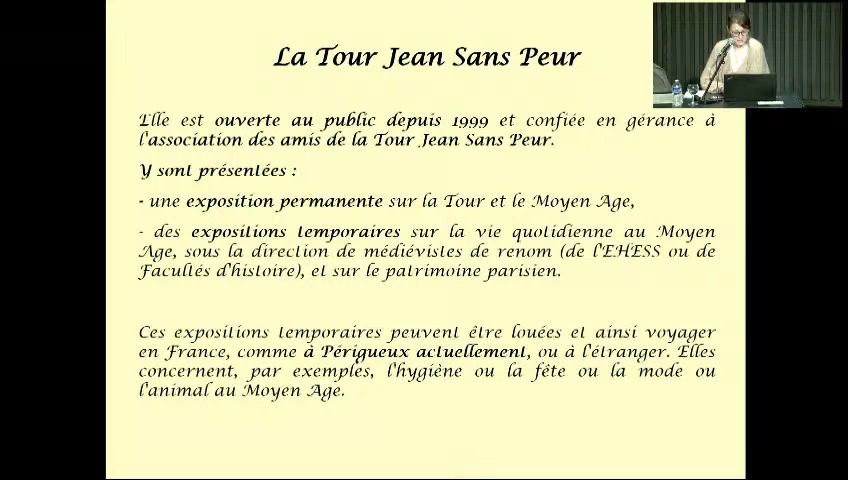 La Tour Jean Sans Peur
Elle est ouverte au public depuis 1999 et confiée en gérance à
l'association des amis de la Tour Jean Sans Peur.
Y sont présentées :
- une exposition permanente sur la Tour et le Moyen Age,
- des expositions temporaires sur la vie quotidienne au Moyen
Age, sous la direction de médiévistes de renom (de l'EHESS ou de
Facultés d'histoire), et sur le patrimoine parisien.
Ces expositions temporaires peuvent être louées et ainsi voyager
en France, comme à Périgueux actuellement, ou à l'étranger. Elles
concernent, par exemples, l'hygiène ou la fête ou la mode ou
l'animal au Moyen Age.